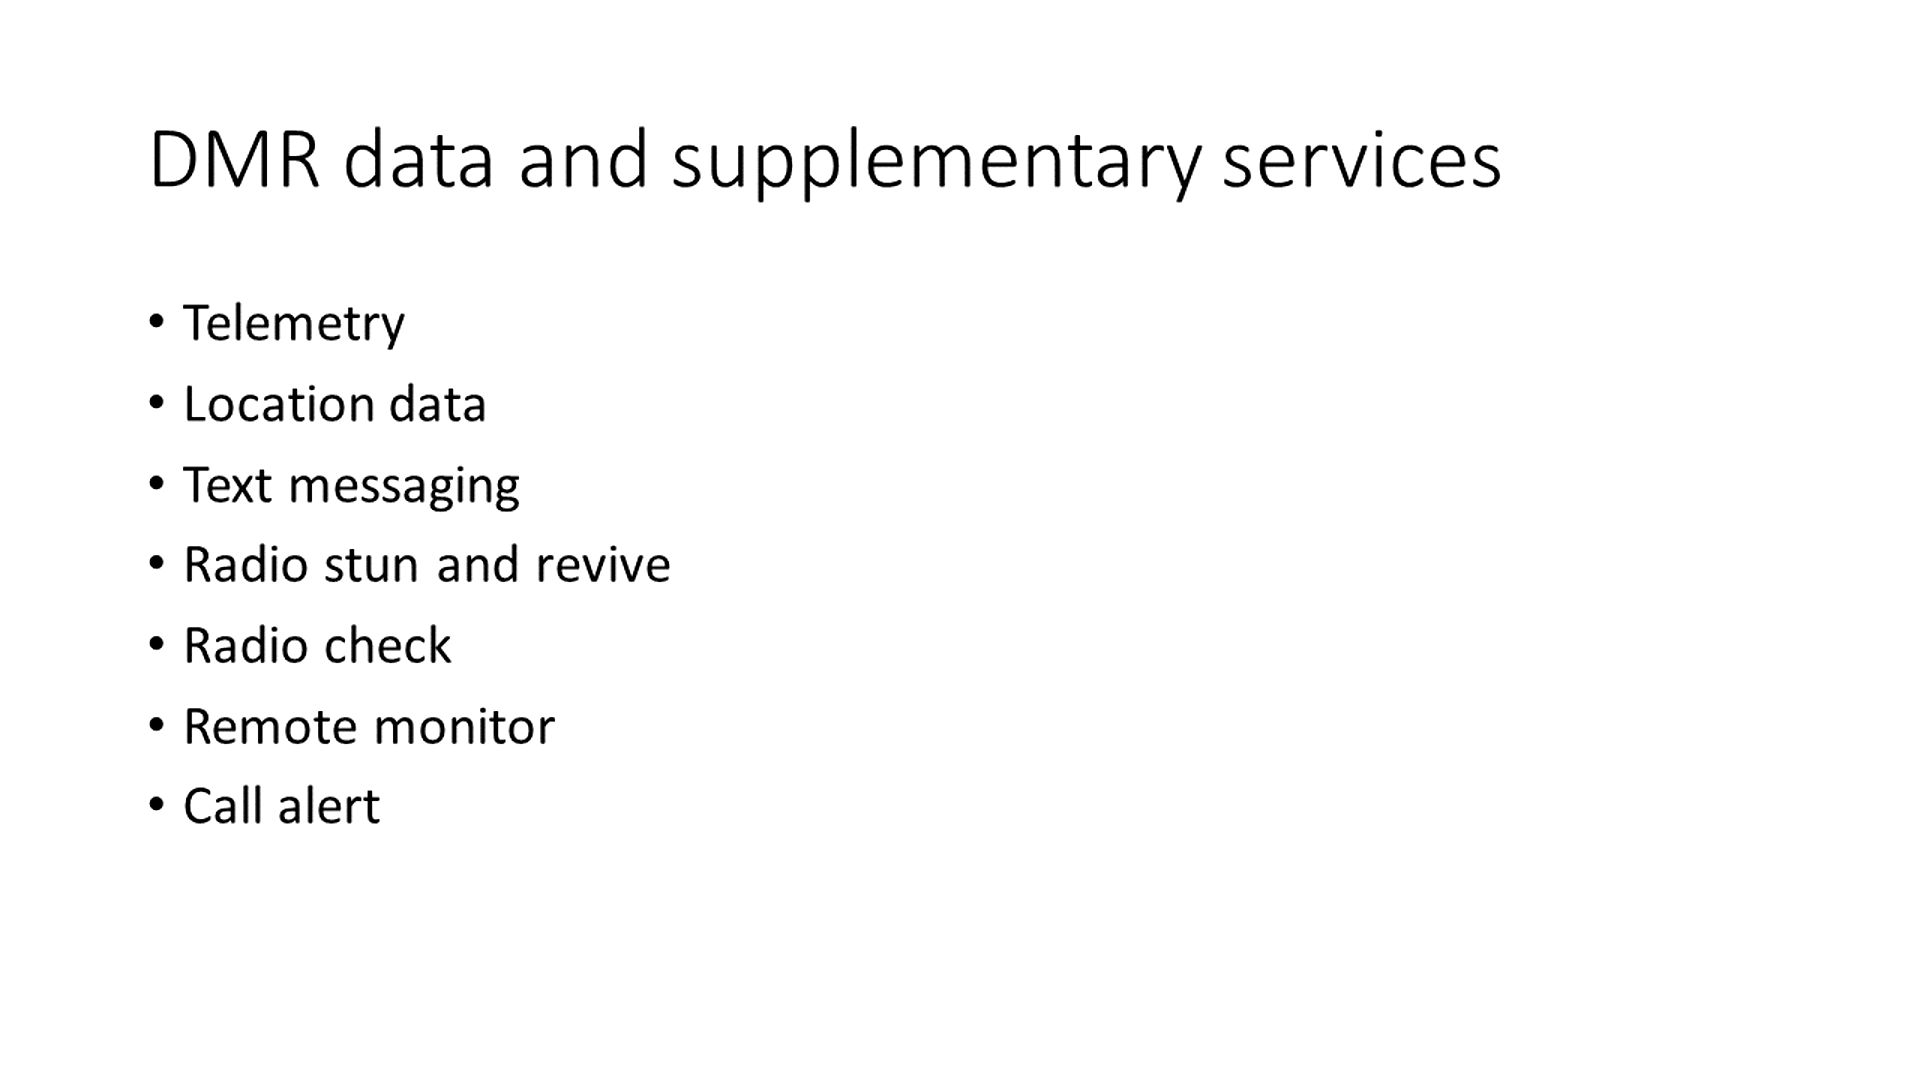 DMR data and supplementary services
• Telemetry
• Location data
• Text messaging
• Radio stun and revive
• Radio check
• Remote monitor
• Call alert